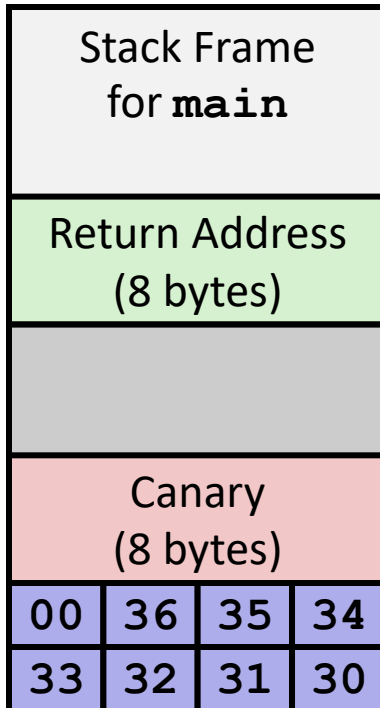 Stack Frame
for main
Return Address
(8 bytes)
Canary
(8 bytes)
00 36 35 34
33 32 31 30